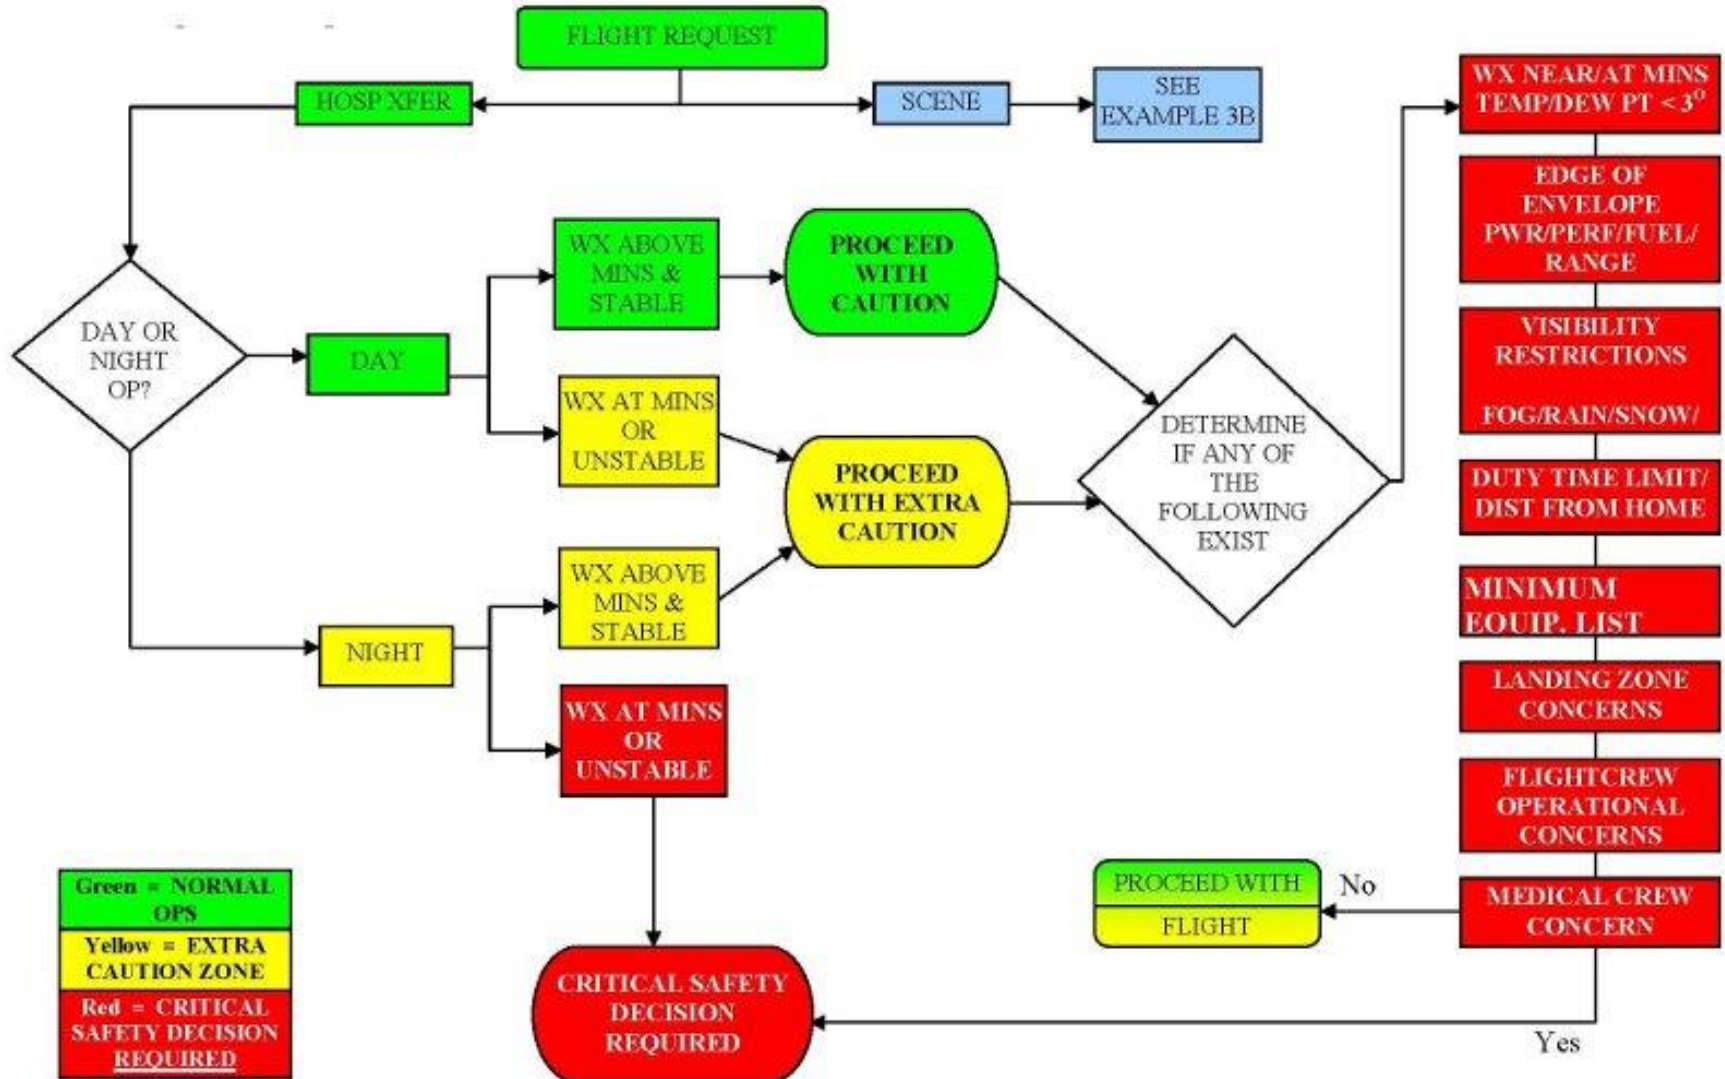 FLIGHT REQUEST
HOSP XFER
SCENE
SEE
EXAMPLE 3B
WX NEAR/AT MINS
TEMP/DEW PT < 3°
EDGE OF
ENVELOPE
PWR/PERF/FUEL/
RANGE
VISIBILITY
RESTRICTIONS
FOG/RAIN/SNOW/
DUTY TIME LIMIT/
DIST FROM HOME
MINIMUM
EQUIP. LIST
LANDING ZONE
CONCERNS
FLIGHTCREW
OPERATIONAL
CONCERNS
MEDICAL CREW
CONCERN
DAY OR
NIGHT
OP?
DAY
WX ABOVE
MINS &
STABLE
PROCEED
WITH
CAUTION
WX AT MINS
OR
UNSTABLE
PROCEED
WITH EXTRA
CAUTION
DETERMINE
IF ANY OF
THE
FOLLOWING
EXIST
NIGHT
WX ABOVE
MINS &
STABLE
WX AT MINS
OR
UNSTABLE
CRITICAL SAFETY
DECISION
REQUIRED
No
PROCEED WITH
FLIGHT
Yes
Green = NORMAL
OPS
Yellow = EXTRA
CAUTION ZONE
Red = CRITICAL
SAFETY DECISION
REQUIRED